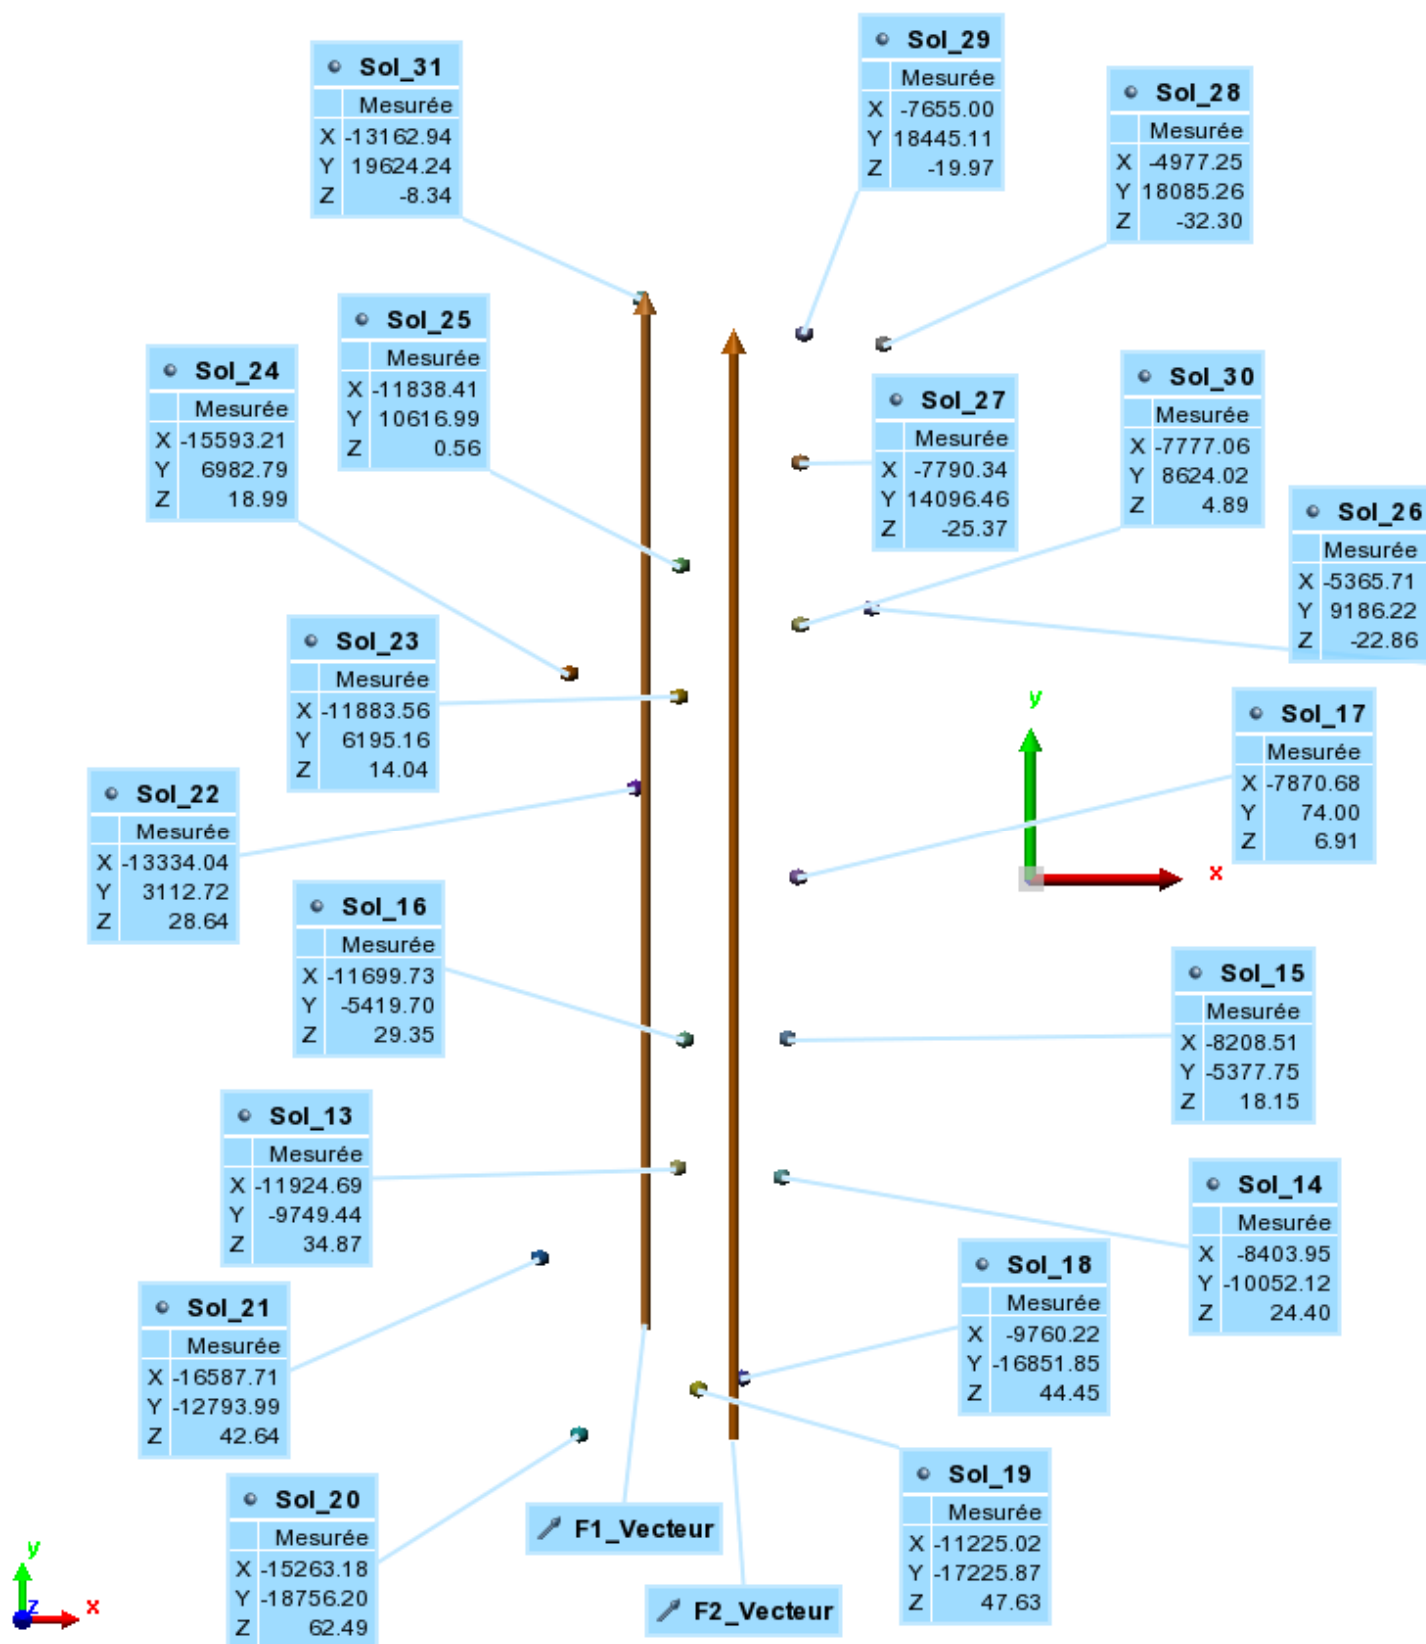 Sol_31
Mesurée
X -13162.94
Y 19624.24
Z -8.34
Sol_29
Mesurée
X -7655.00
Y 18445.11
Z -19.97
Sol_28
Mesurée
X -4977.25
Y 18085.26
Z -32.30
Sol_25
Mesurée
X -11838.41
Y 10616.99
Z 0.56
Sol_24
Mesurée
X -15593.21
Y 6982.79
Z 18.99
Sol_30
Mesurée
X -7777.06
Y 8624.02
Z 4.89
Sol_27
Mesurée
X -7790.34
Y 14096.46
Z -25.37
Sol_26
Mesurée
X -5365.71
Y 9186.22
Z -22.86
Sol_23
Mesurée
X -11883.56
Y 6195.16
Z 14.04
y
x
Sol_17
Mesurée
X -7870.68
Y 74.00
Z 6.91
Sol_22
Mesurée
X -13334.04
Y 3112.72
Z 28.64
Sol_16
Mesurée
X -11699.73
Y -5419.70
Z 29.35
Sol_15
Mesurée
X -8208.51
Y -5377.75
Z 18.15
Sol_13
Mesurée
X -11924.69
Y -9749.44
Z 34.87
Sol_14
Mesurée
X -8403.95
Y -10052.12
Z 24.40
Sol_18
Mesurée
X -9760.22
Y -16851.85
Z 44.45
Sol_21
Mesurée
X -16587.71
Y -12793.99
Z 42.64
Sol_19
Mesurée
X -11225.02
Y -17225.87
Z 47.63
Sol_20
Mesurée
X -15263.18
Y -18756.20
Z 62.49
F1_Vecteur
F2_Vecteur
y
z
x